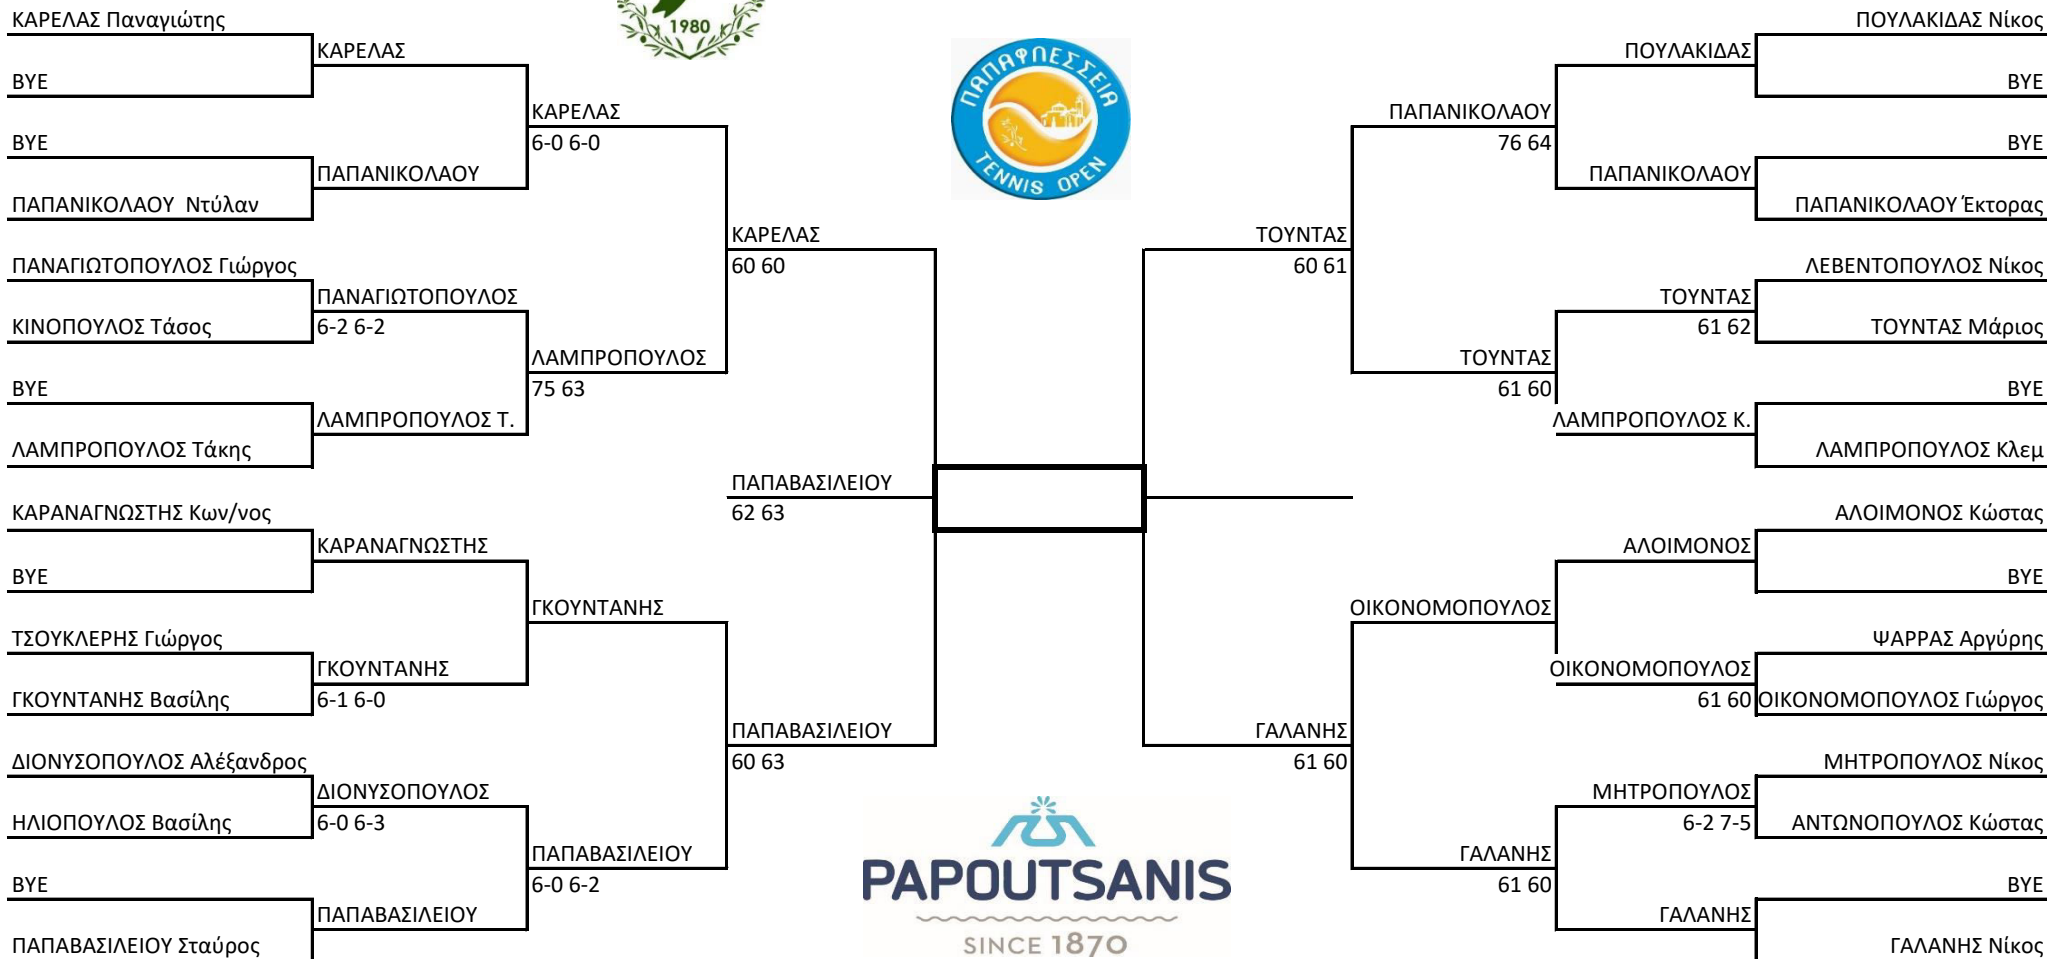 ΚΑΡΕΛΑΣ Παναγιώτης
ΚΑΡΕΛΑΣ
BYE
ΚΑΡΕΛΑΣ
6-0 6-0
BYE
ΠΑΠΑΝΙΚΟΛΑΟΥ
ΠΑΠΑΝΙΚΟΛΑΟΥ Ντύλαν
ΚΑΡΕΛΑΣ
60 60
ΠΑΝΑΓΙΩΤΟΠΟΥΛΟΣ Γιώργος
ΠΑΝΑΓΙΩΤΟΠΟΥΛΟΣ
ΚΙΝΟΠΟΥΛΟΣ Τάσος
6-2 6-2
ΛΑΜΠΡΟΠΟΥΛΟΣ
75 63
BYE
ΛΑΜΠΡΟΠΟΥΛΟΣ Τ.
ΛΑΜΠΡΟΠΟΥΛΟΣ Τάκης
ΠΑΠΑΒΑΣΙΛΕΙΟΥ
62 63
ΚΑΡΑΝΑΓΝΩΣΤΗΣ Κων/νος
ΚΑΡΑΝΑΓΝΩΣΤΗΣ
BYE
ΓΚΟΥΝΤΑΝΗΣ
ΤΣΟΥΚΛΕΡΗΣ Γιώργος
ΓΚΟΥΝΤΑΝΗΣ
ΓΚΟΥΝΤΑΝΗΣ Βασίλης
6-1 6-0
ΠΑΠΑΒΑΣΙΛΕΙΟΥ
60 63
ΔΙΟΝΥΣΟΠΟΥΛΟΣ Αλέξανδρος
ΔΙΟΝΥΣΟΠΟΥΛΟΣ
ΗΛΙΟΠΟΥΛΟΣ Βασίλης
6-0 6-3
ΠΑΠΑΒΑΣΙΛΕΙΟΥ
6-0 6-2
BYE
ΠΑΠΑΒΑΣΙΛΕΙΟΥ
ΠΑΠΑΒΑΣΙΛΕΙΟΥ Σταύρος
1980
ΠΑΠΑΦΛΕΣΣΕΙΑ
TENNIS OPEN
PAPOUTSANIS
SINCE 1870
ΠΟΥΛΑΚΙΔΑΣ Νίκος
ΠΟΥΛΑΚΙΔΑΣ
BYE
ΠΑΠΑΝΙΚΟΛΑΟΥ
76 64
BYE
ΠΑΠΑΝΙΚΟΛΑΟΥ
ΠΑΠΑΝΙΚΟΛΑΟΥ Έκτορας
ΤΟΥΝΤΑΣ
60 61
ΛΕΒΕΝΤΟΠΟΥΛΟΣ Νίκος
ΤΟΥΝΤΑΣ
61 62
ΤΟΥΝΤΑΣ Μάριος
ΤΟΥΝΤΑΣ
61 60
BYE
ΛΑΜΠΡΟΠΟΥΛΟΣ Κ.
ΛΑΜΠΡΟΠΟΥΛΟΣ Κλεμ
ΑΛΟΙΜΟΝΟΣ Κώστας
ΑΛΟΙΜΟΝΟΣ
BYE
ΟΙΚΟΝΟΜΟΠΟΥΛΟΣ
ΨΑΡΡΑΣ Αργύρης
ΟΙΚΟΝΟΜΟΠΟΥΛΟΣ
61 60
ΟΙΚΟΝΟΜΟΠΟΥΛΟΣ Γιώργος
ΓΑΛΑΝΗΣ
61 60
ΜΗΤΡΟΠΟΥΛΟΣ Νίκος
ΜΗΤΡΟΠΟΥΛΟΣ
6-2 7-5
ΑΝΤΩΝΟΠΟΥΛΟΣ Κώστας
ΓΑΛΑΝΗΣ
61 60
BYE
ΓΑΛΑΝΗΣ
ΓΑΛΑΝΗΣ Νίκος